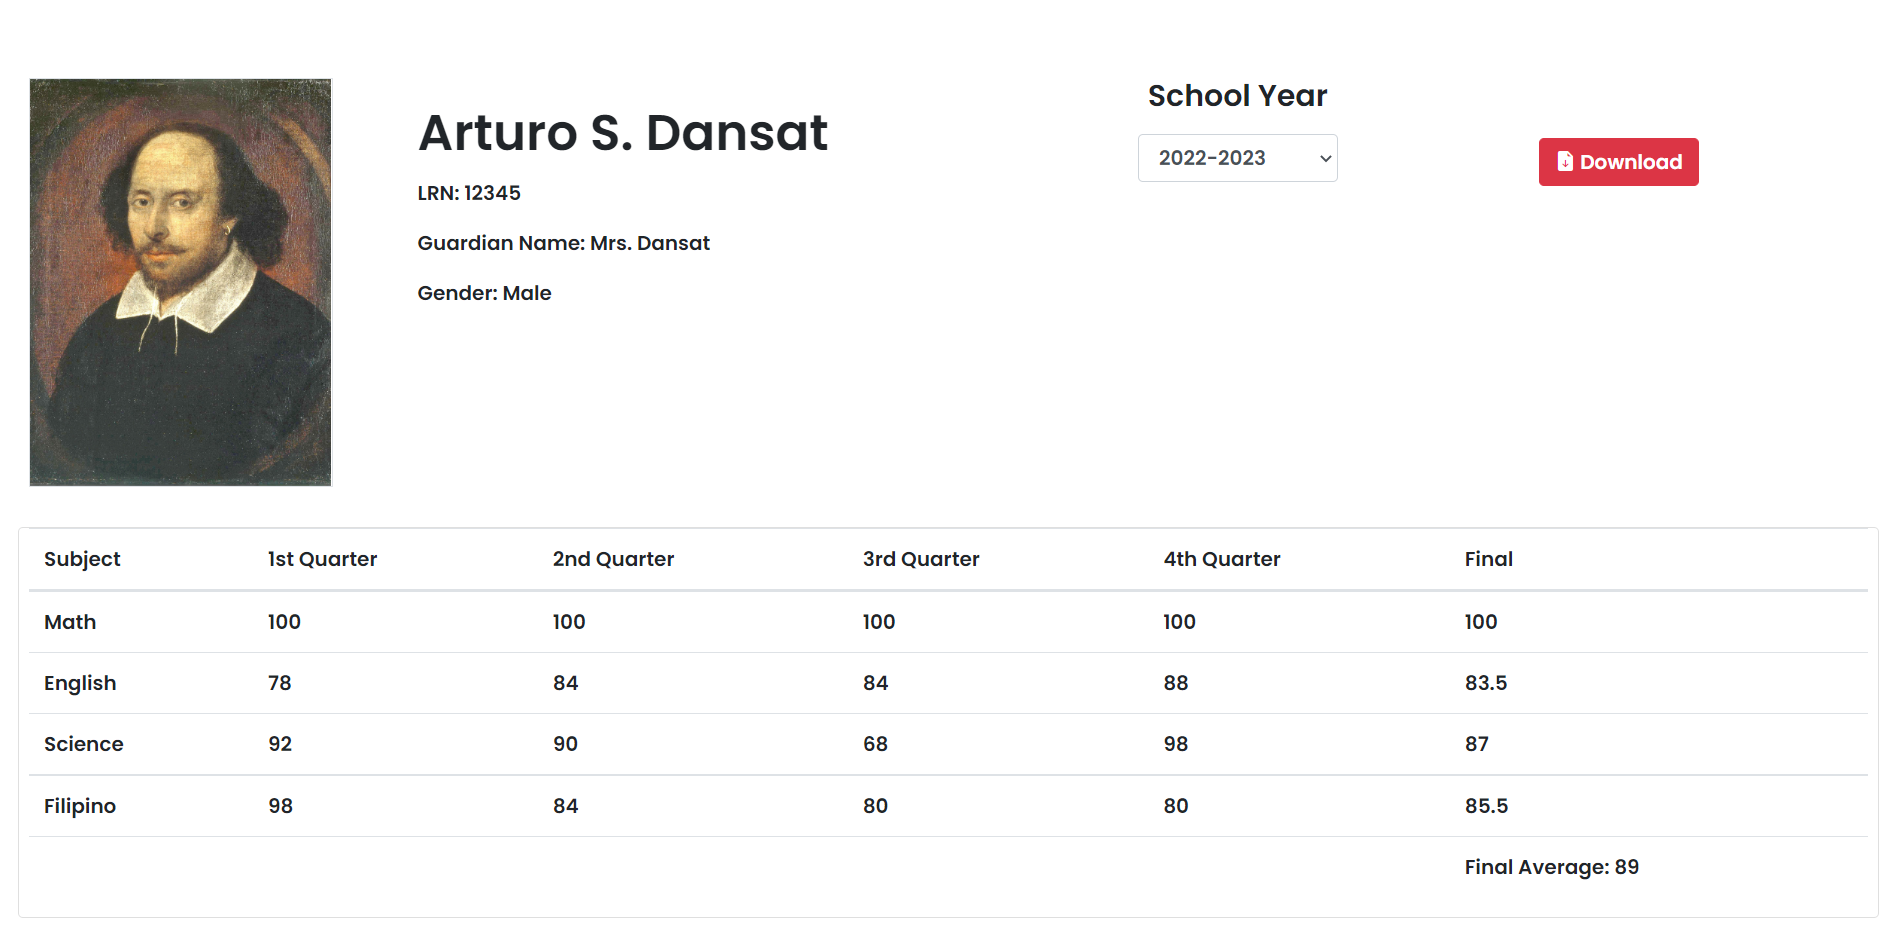 School Year
Arturo S. Dansat
2022-2023
Download
LRN: 12345
Guardian Name: Mrs. Dansat
Gender: Male
Subject 1st Quarter 2nd Quarter 3rd Quarter 4th Quarter Final
Math 100 100 100 100 100
English 78 84 84 88 83.5
Science 92 90 68 98 87
Filipino 98 84 80 80 85.5
Final Average: 89